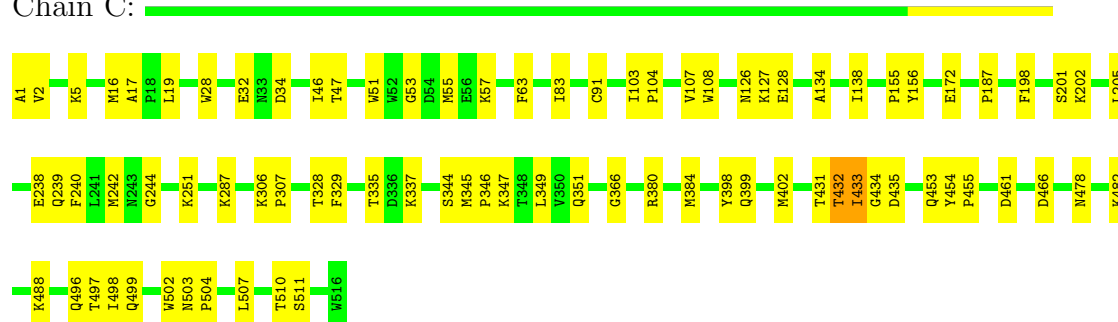 Chain C:
A1 V2 K5 M16 A17 P18 L19 W28 E32 N33 D34 I46 T47 W51 W52 G53 D54 M55 E56 K57 F63 I83 C91 I103 P104 V107 W108 N126 K127 E128 A134 I138 P155 Y156 E172 P187 F198 S201 K202 L205
E238 Q239 F240 L241 M242 N243 G244 K251 K287 K306 P307 T328 F329 T335 D336 K337 S344 M345 P346 K347 T348 L349 V350 Q351 G366 R380 M384 Y398 Q399 M402 T431 T432 I433 G434 D435 Q453 Y454 P455 D461 D466 N478 K482
K488 Q496 T497 I498 Q499 W502 N503 P504 L507 T510 S511 W516